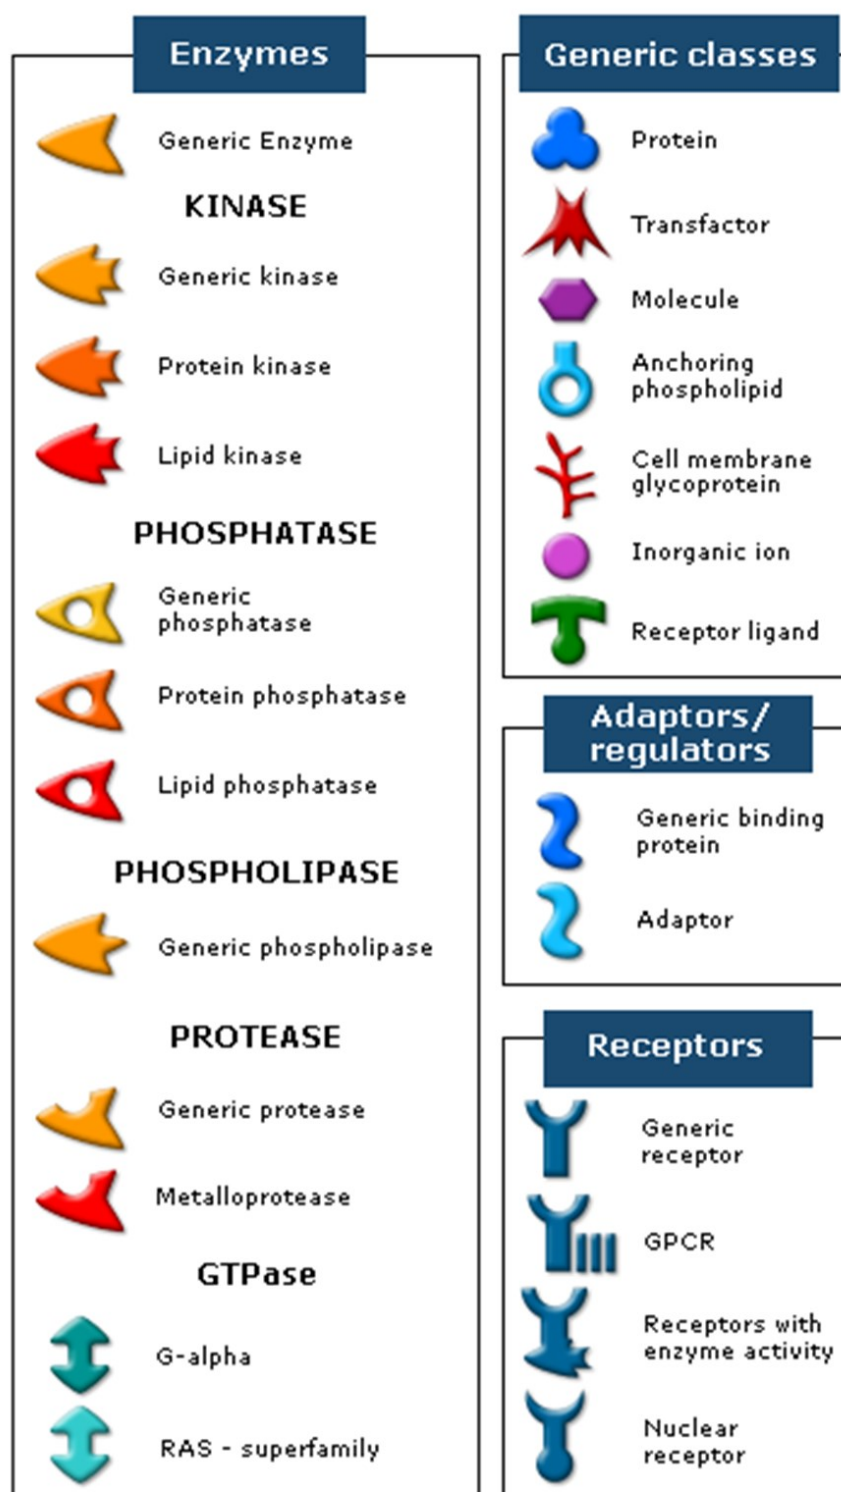 Enzymes
Generic Enzyme
KINASE
Generic kinase
Protein kinase
Lipid kinase
PHOSPHATASE
Generic
phosphatase
Protein phosphatase
Lipid phosphatase
PHOSPHOLIPASE
Generic phospholipase
PROTEASE
Generic protease
Metalloprotease
GTPase
G-alpha
RAS - superfamily
Generic classes
Protein
Transfactor
Molecule
Anchoring
phospholipid
Cell membrane
glycoprotein
Inorganic ion
Receptor ligand
Adaptors/
regulators
Generic binding
protein
Adaptor
Receptors
Generic
receptor
GPCR
Receptors with
enzyme activity
Nuclear
receptor